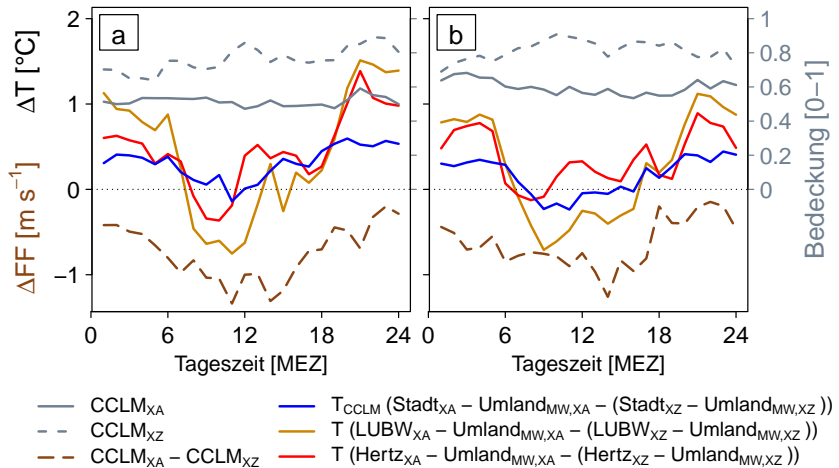 a
b
ΔT [°C]
ΔFF [m s⁻¹]
2
1
0
−1
1
0.8
0.6
0.4
0.2
0
Bedeckung [0−1]
0
6
12
18
24
0
6
12
18
24
Tageszeit [MEZ]
Tageszeit [MEZ]
CCLM_XA
CCLM_XZ
CCLM_XA − CCLM_XZ
T_CCLM (Stadt_XA − Umland_MW,XA − (Stadt_XZ − Umland_MW,XZ ))
T (LUBW_XA − Umland_MW,XA − (LUBW_XZ − Umland_MW,XZ ))
T (Hertz_XA − Umland_MW,XA − (Hertz_XZ − Umland_MW,XZ ))